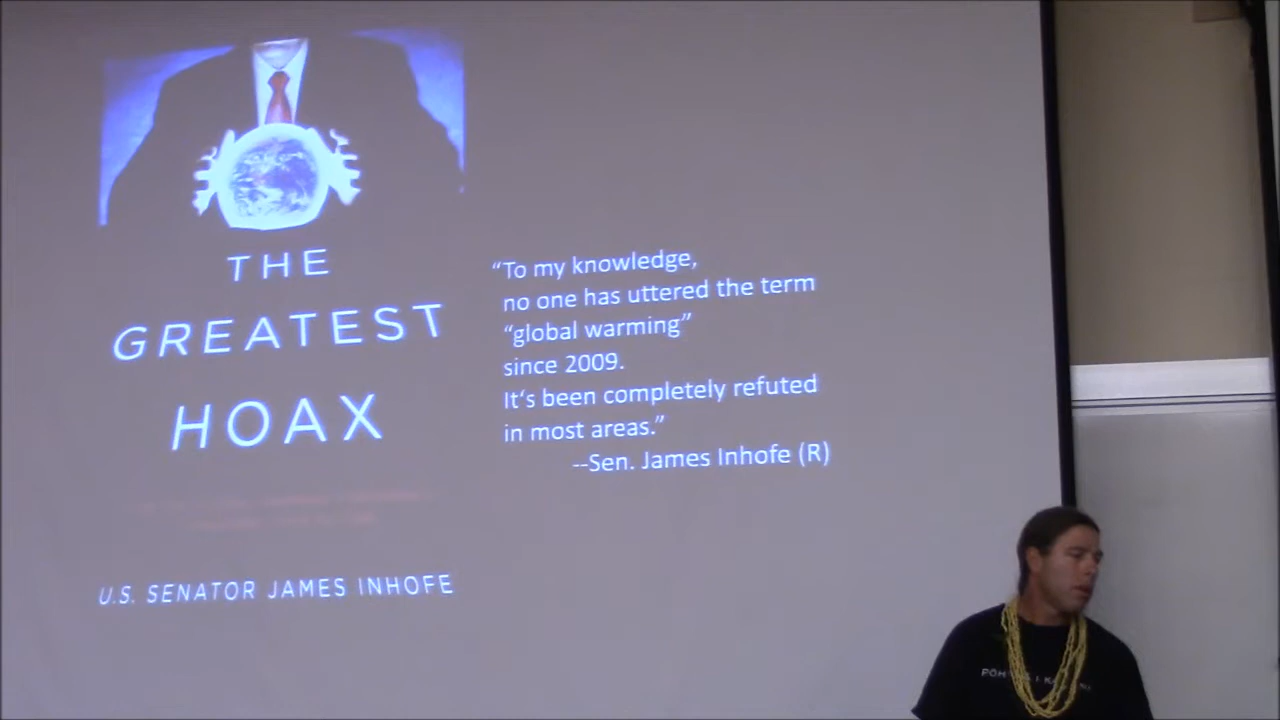 THE
GREATEST
HOAX
U.S. SENATOR JAMES INHOFE
“To my knowledge,
no one has uttered the term
“global warming”
since 2009.
It’s been completely refuted
in most areas.”
--Sen. James Inhofe (R)